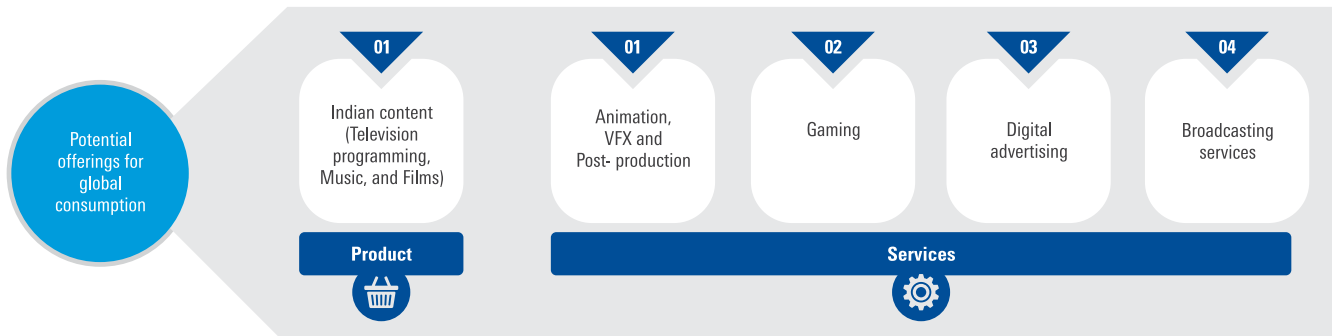 Potential
offerings for
global
consumption
01
Indian content
(Television
programming,
Music, and Films)
Product
01
Animation,
VFX and
Post- production
02
Gaming
03
Digital
advertising
04
Broadcasting
services
Services